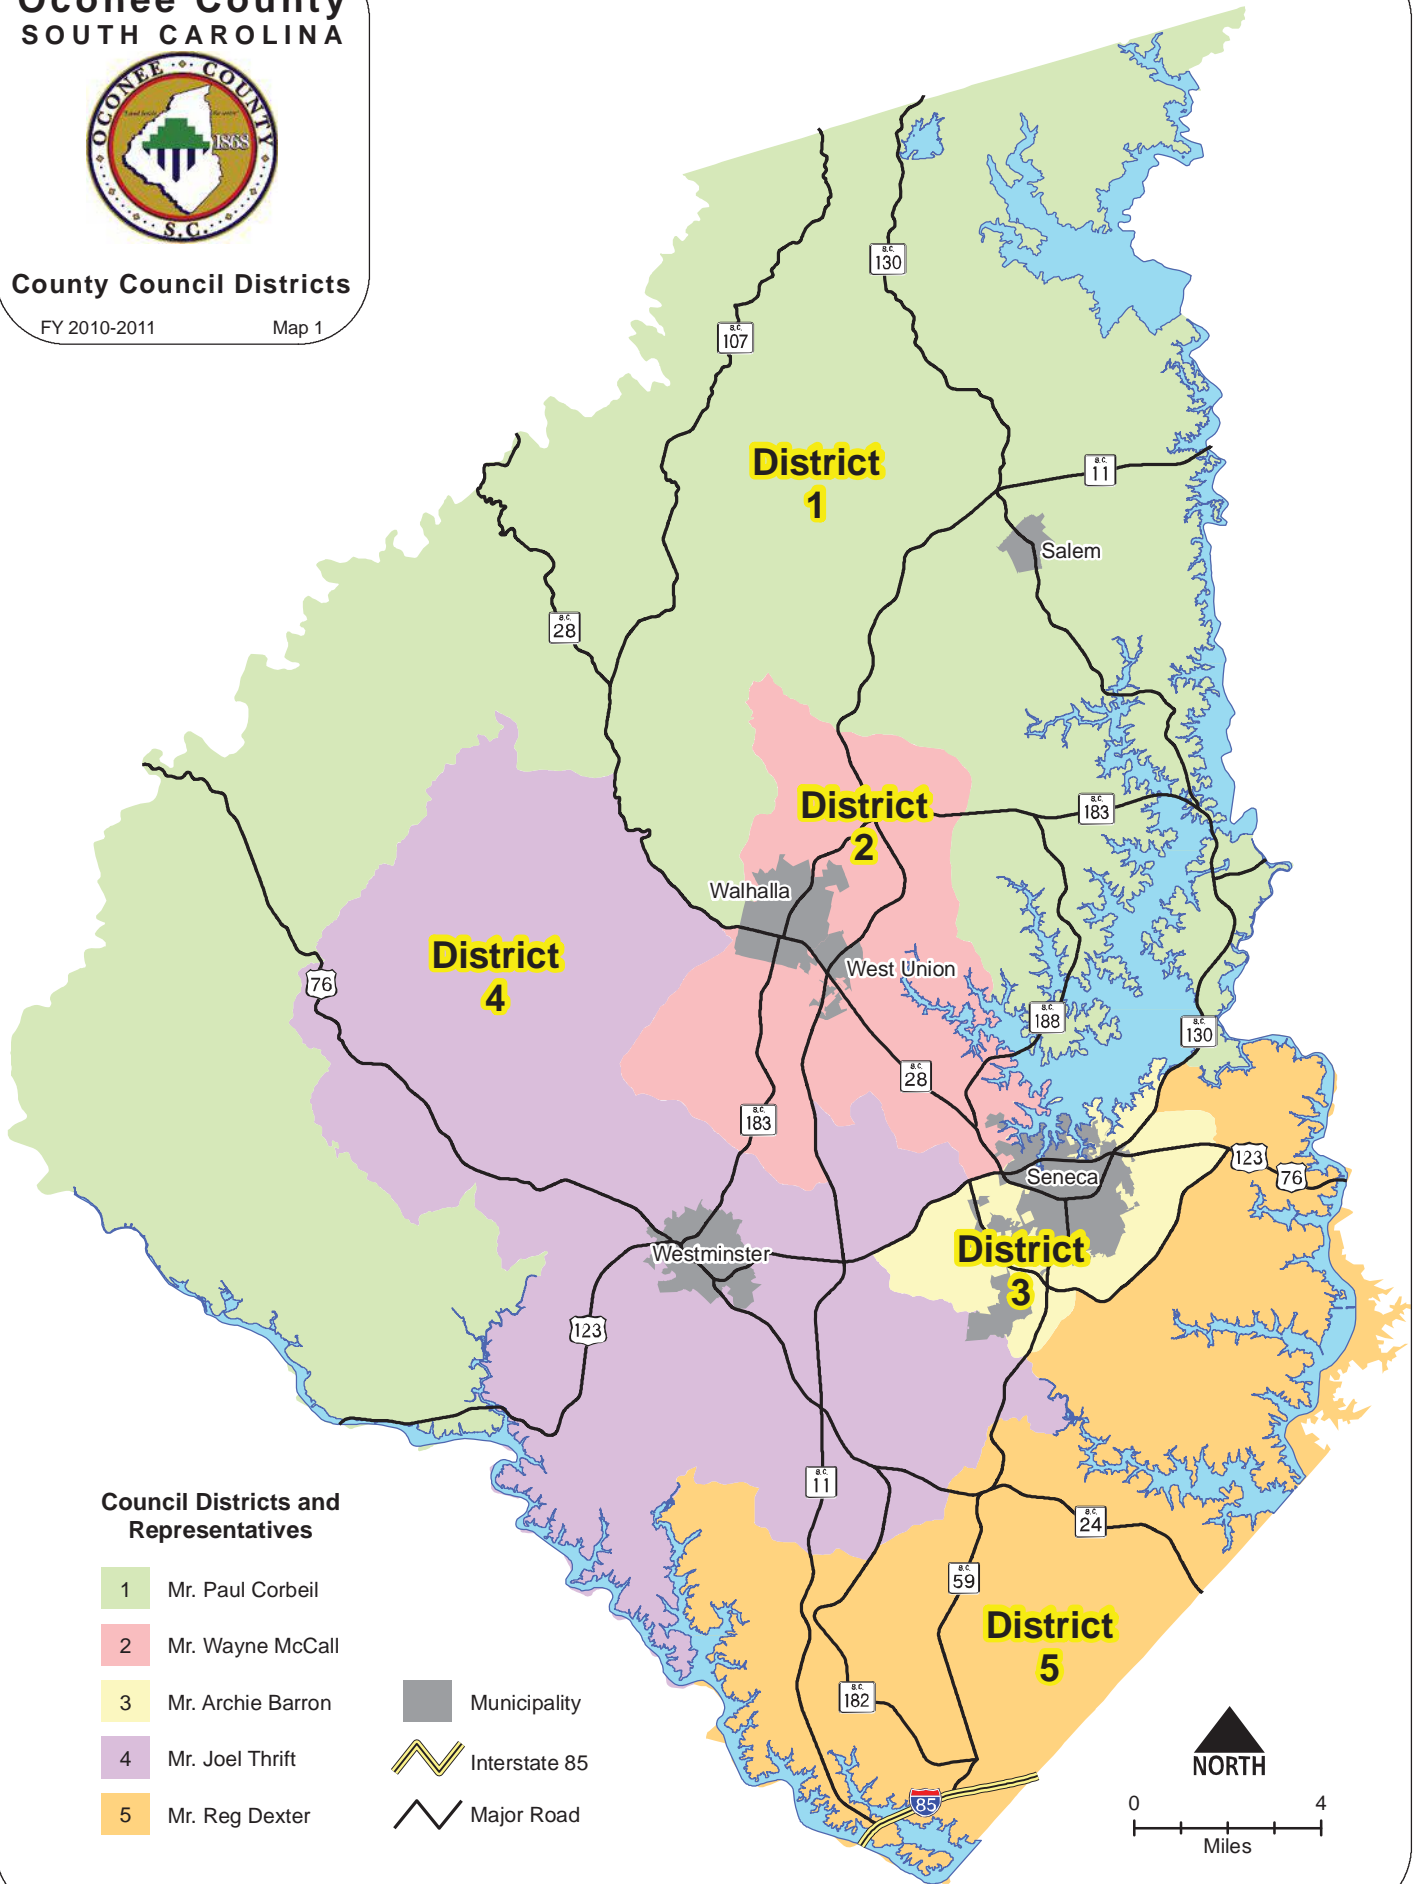 Oconee County
SOUTH CAROLINA
OCONEE COUNTY
1868
S.C.
County Council Districts
FY 2010-2011 Map 1
S.C.
130
S.C.
107
District
1
S.C.
11
Salem
S.C.
28
District
2
S.C.
183
Walhalla
District
4
West Union
76
S.C.
188
S.C.
130
S.C.
28
S.C.
183
123
76
Seneca
District
3
Westminster
123
S.C.
11
S.C.
24
S.C.
59
District
5
S.C.
182
85
Council Districts and
Representatives
1 Mr. Paul Corbeil
2 Mr. Wayne McCall
3 Mr. Archie Barron
4 Mr. Joel Thrift
5 Mr. Reg Dexter
Municipality
Interstate 85
Major Road
NORTH
0 4
Miles